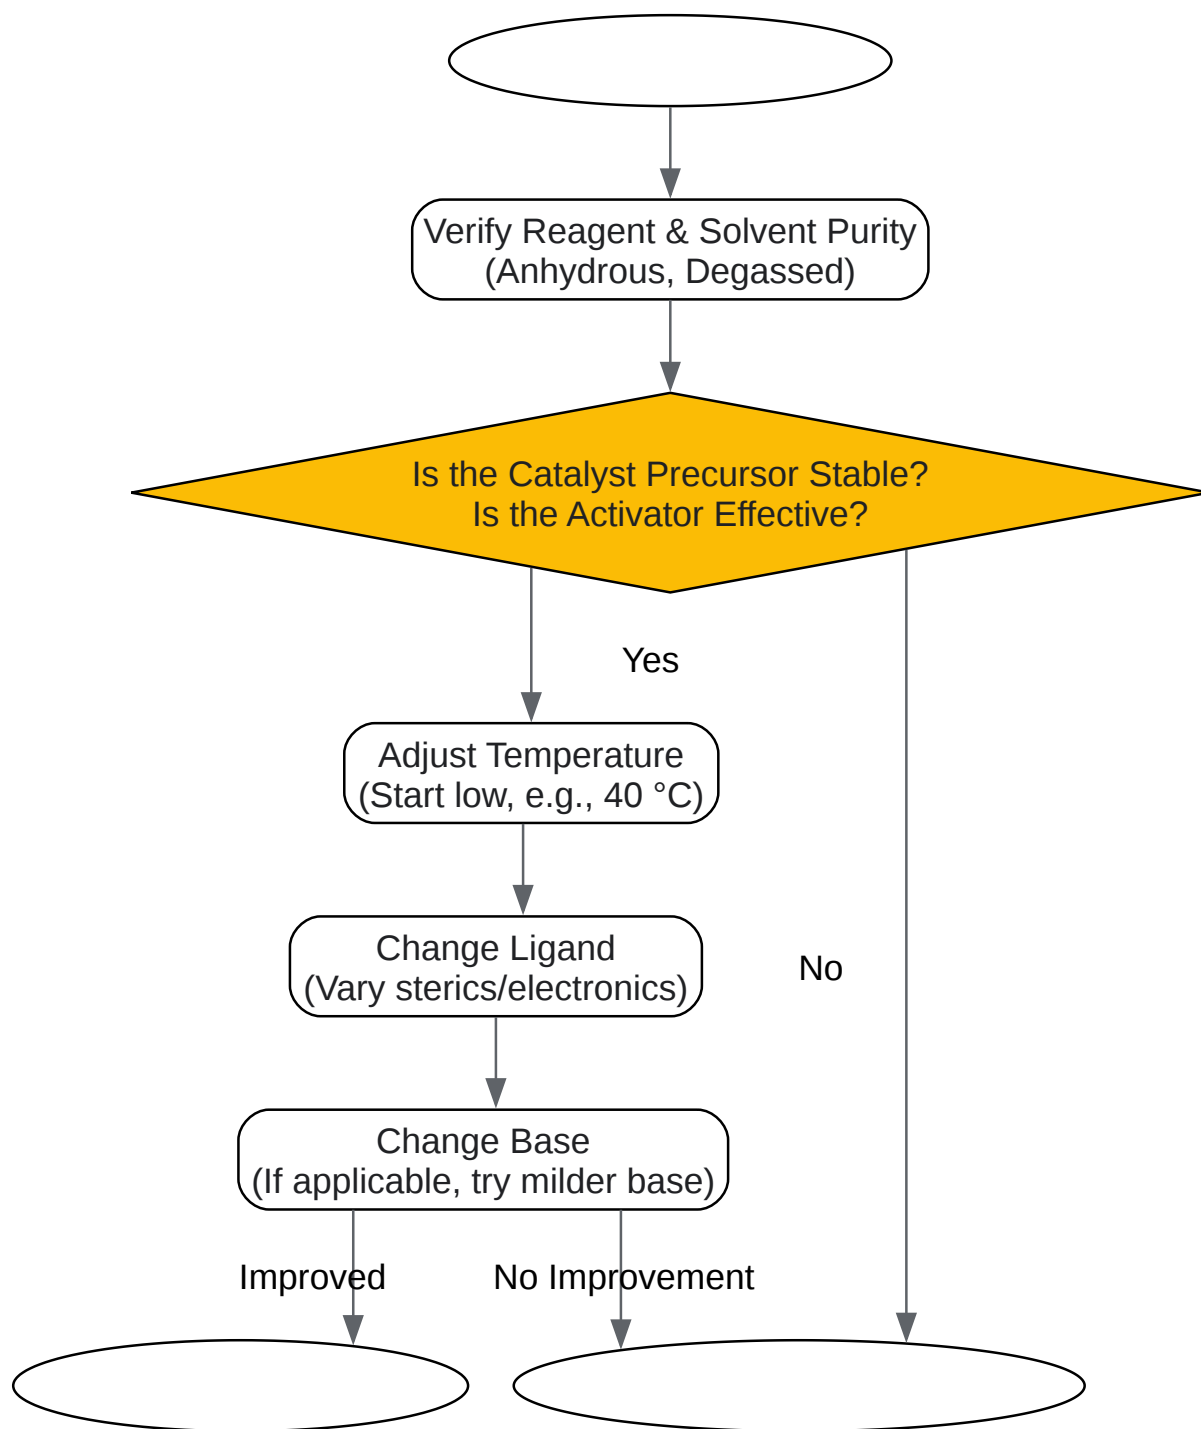 Verify Reagent & Solvent Purity
(Anhydrous, Degassed)
Is the Catalyst Precursor Stable?
Is the Activator Effective?
Yes
Adjust Temperature
(Start low, e.g., 40 °C)
Change Ligand
(Vary sterics/electronics)
No
Change Base
(If applicable, try milder base)
Improved
No Improvement